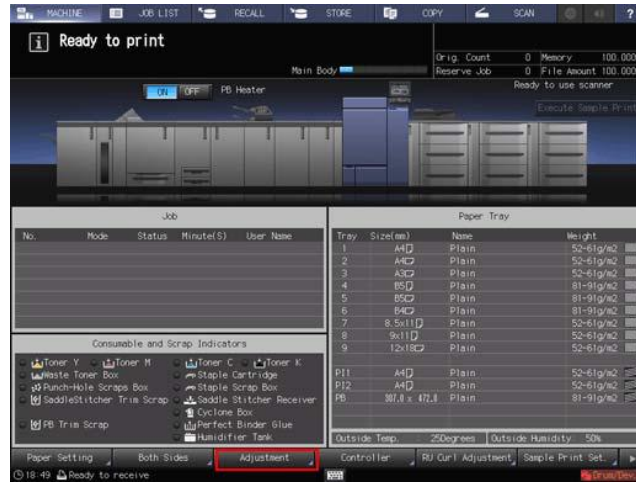 MACHINE JOB LIST RECALL STORE COPY SCAN ?
i Ready to print
Main Body
Orig. Count 0 Memory 100.000
Reserve Job 0 File Amount 100.000
ON OFF PB Heater
Ready to use scanner
Execute Sample Print
Job
No. Mode Status Minute(S) User Name
Paper Tray
Tray Size(mm) Name Weight
1 A4 Plain 52-61g/m2
2 A4 Plain 52-61g/m2
3 A3 Plain 52-61g/m2
4 B5 Plain 81-91g/m2
5 B5 Plain 81-91g/m2
6 B4 Plain 81-91g/m2
7 8.5x11 Plain 52-61g/m2
8 9x11 Plain 52-61g/m2
9 12x18 Plain 52-61g/m2
PI1 A4 Plain 52-61g/m2
PI2 A4 Plain 52-61g/m2
PB 307.0 x 472.0 Plain 81-91g/m2
Outside Temp. 25Degrees Outside Humidity 50%
Consumable and Scrap Indicators
Toner Y Toner M Toner C Toner K
Waste Toner Box Staple Cartridge
Punch-Hole Scraps Box Staple Scrap Box
SaddleStitcher Trim Scrap Saddle Stitcher Receiver
Cyclone Box
PB Trim Scrap Perfect Binder Glue
Humidifier Tank
Paper Setting Both Sides Adjustment Controller RU Curl Adjustment Sample Print Set.
18:49 Ready to receive Drum/Dev